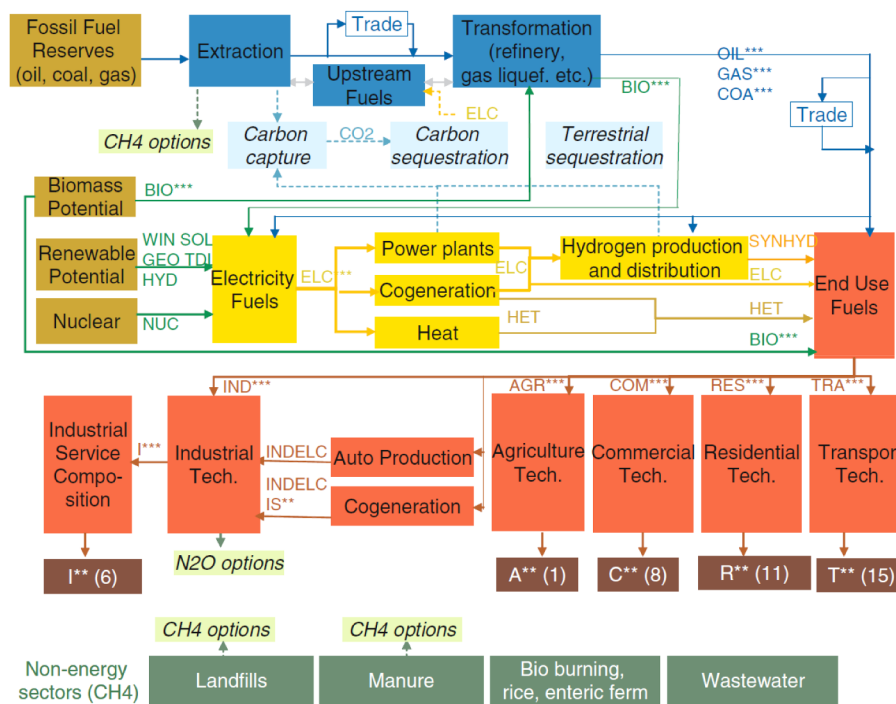 Fossil Fuel
Reserves
(oil, coal, gas)
Extraction
Trade
Transformation
(refinery,
gas liquef. etc.)
Upstream
Fuels
OIL***
GAS***
COA***
BIO***
Trade
ELC
CH4 options
Carbon
capture
CO2
Carbon
sequestration
Terrestrial
sequestration
Biomass
Potential
BIO***
Renewable
Potential
WIN SOL
GEO TDL
HYD
Nuclear
NUC
Electricity
Fuels
ELC***
Power plants
Cogeneration
Heat
ELC
HET
Hydrogen production
and distribution
SYNHYD
ELC
HET
BIO***
End Use
Fuels
IND***
AGR***
COM***
RES***
TRA***
Industrial
Service
Compo-
sition
I***
Industrial
Tech.
INDELC
INDELC
IS**
Auto Production
Cogeneration
Agriculture
Tech.
Commercial
Tech.
Residential
Tech.
Transpor
Tech.
I** (6)
N2O options
A** (1)
C** (8)
R** (11)
T** (15)
CH4 options
CH4 options
Non-energy
sectors (CH4)
Landfills
Manure
Bio burning,
rice, enteric ferm
Wastewater